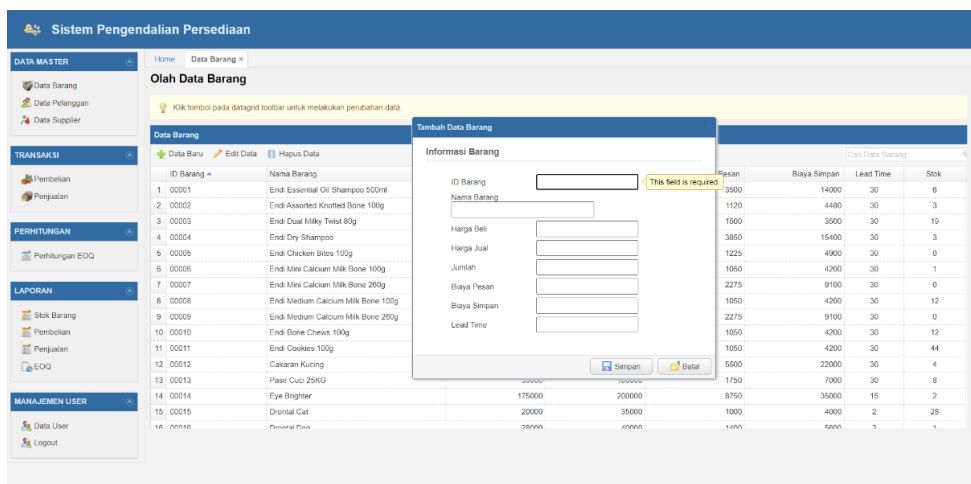 Sistem Pengendalian Persediaan
DATA MASTER
Data Barang
Data Pelanggan
Data Supplier
TRANSAKSI
Pembelian
Penjualan
PERHITUNGAN
Perhitungan EOQ
LAPORAN
Stok Barang
Pembelian
Penjualan
EOQ
MANAJEMEN USER
Data User
Logout
Home Data Barang ×
Olah Data Barang
Klik tombol pada datagrid toolbar untuk melakukan perubahan data.
Data Barang
Data Baru Edit Data Hapus Data Cari Data Barang
ID Barang Nama Barang Pesan Biaya Simpan Lead Time Stok
1 00001 Endi Essential Oil Shampoo 500ml 3500 14000 30 6
2 00002 Endi Assorted Knotted Bone 100g 1120 4480 30 3
3 00003 Endi Dual Milky Twist 80g 1500 3500 30 19
4 00004 Endi Dry Shampoo 3850 15400 30 3
5 00005 Endi Chicken Bites 100g 1225 4900 30 0
6 00006 Endi Mini Calcium Milk Bone 100g 1050 4200 30 1
7 00007 Endi Mini Calcium Milk Bone 260g 2275 9100 30 0
8 00008 Endi Medium Calcium Milk Bone 100g 1050 4200 30 12
9 00009 Endi Medium Calcium Milk Bone 260g 2275 9100 30 0
10 00010 Endi Bone Chews 100g 1050 4200 30 12
11 00011 Endi Cookies 100g 1050 4200 30 44
12 00012 Cakaran Kucing 5500 22000 30 4
13 00013 Pasir Cuci 25KG 1750 7000 30 8
14 00014 Eye Brighter 175000 200000 8750 35000 15 2
15 00015 Drontal Cat 20000 35000 1000 4000 2 28
16 00016 Drontal Dog 28000 40000 1400 5600 2 1
Tambah Data Barang
Informasi Barang
ID Barang This field is required.
Nama Barang
Harga Beli
Harga Jual
Jumlah
Biaya Pesan
Biaya Simpan
Lead Time
Simpan Batal